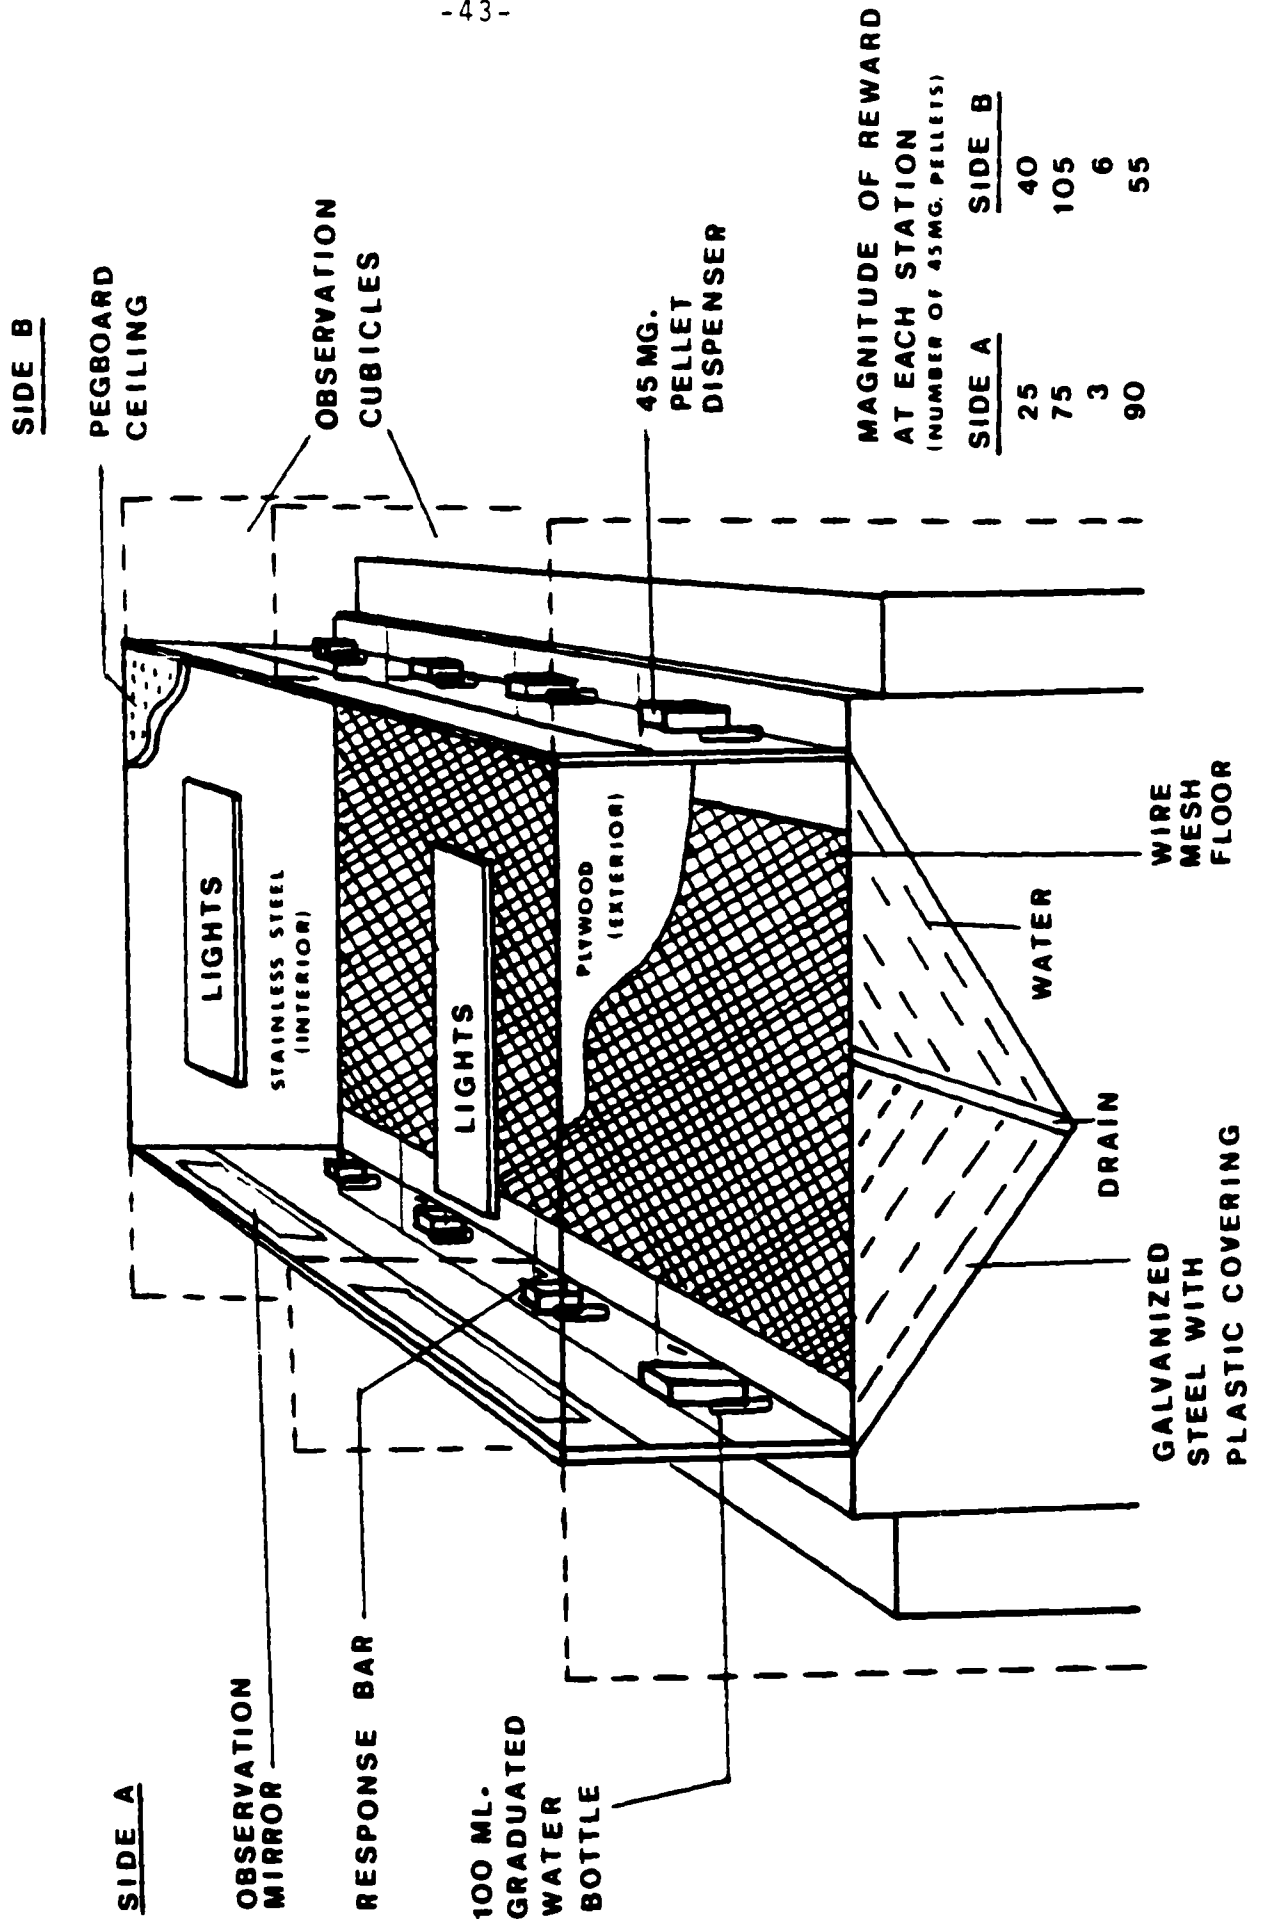 -43-
SIDE A
OBSERVATION
MIRROR
RESPONSE BAR
100 ML.
GRADUATED
WATER
BOTTLE
SIDE B
PEGBOARD
CEILING
OBSERVATION
CUBICLES
45 MG.
PELLET
DISPENSER
LIGHTS
STAINLESS STEEL
(INTERIOR)
LIGHTS
PLYWOOD
(EXTERIOR)
WATER
DRAIN
WIRE
MESH
FLOOR
GALVANIZED
STEEL WITH
PLASTIC COVERING
MAGNITUDE OF REWARD
AT EACH STATION
(NUMBER OF 45 MG. PELLETS)
SIDE A SIDE B
25 40
75 105
3 6
90 55